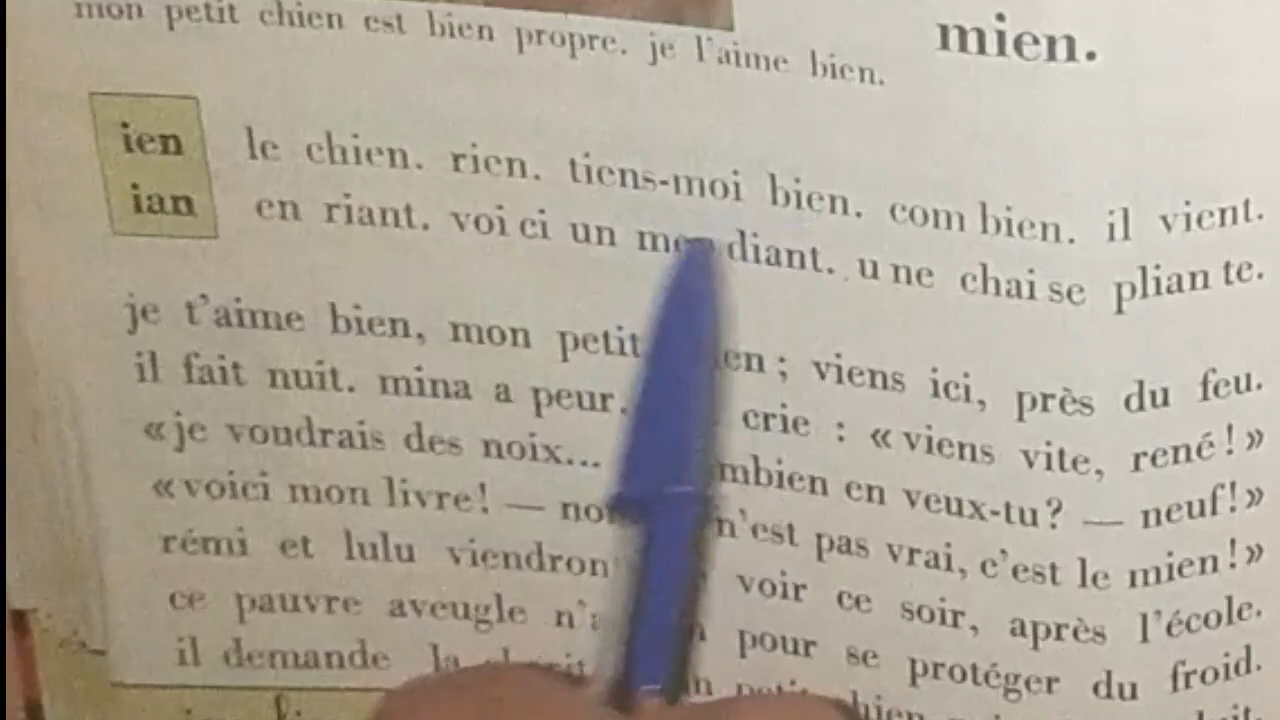 mon petit chien est bien propre. je l'aime bien.
mien.
ien le chien. rien. tiens-moi bien. com bien. il vient.
ian en riant. voi ci un diant. u ne chai se plian te.
je t'aime bien, mon petit en ; viens ici, près du feu.
il fait nuit. mina a peur. crie : « viens vite, rené ! »
« je voudrais des noix... mbien en veux-tu ? — neuf ! »
« voici mon livre ! — n'est pas vrai, c'est le mien ! »
rémi et lulu viendron voir ce soir, après l'école.
ce pauvre aveugle n'a pour se protéger du froid.
il demande la